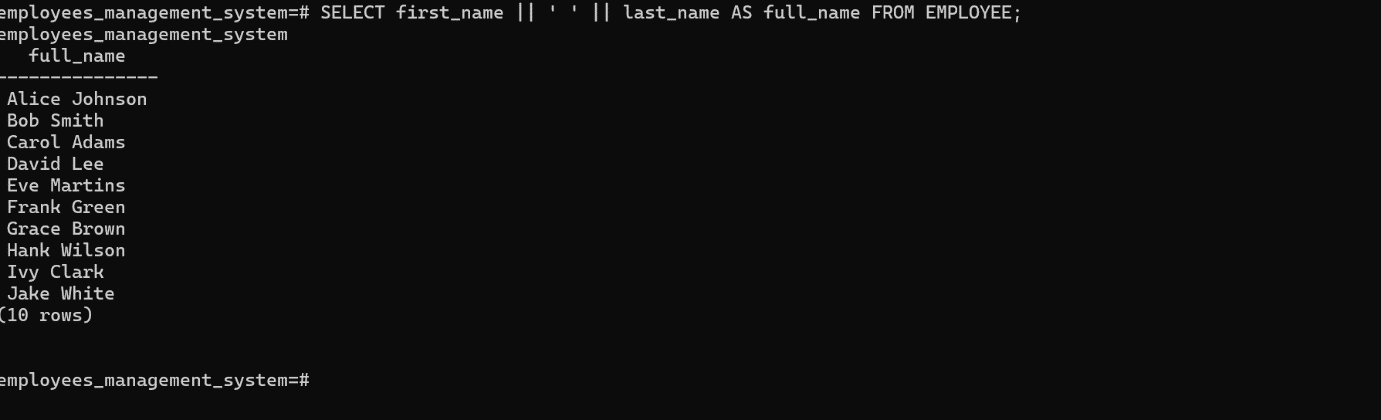 employees_management_system=# SELECT first_name || ' ' || last_name AS full_name FROM EMPLOYEE;
employees_management_system
full_name
---------------
Alice Johnson
Bob Smith
Carol Adams
David Lee
Eve Martins
Frank Green
Grace Brown
Hank Wilson
Ivy Clark
Jake White
(10 rows)
employees_management_system=#